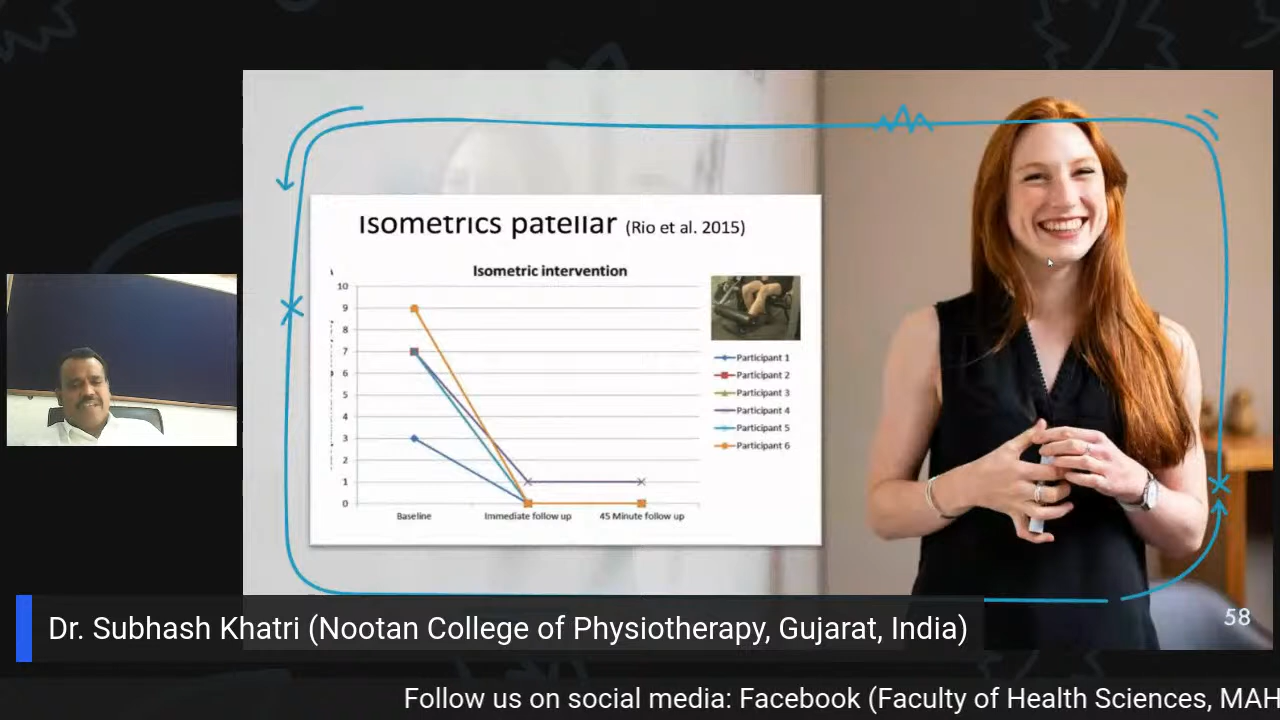 Isometrics patellar (Rio et al. 2015)
Isometric intervention
10
9
8
7
6
5
4
3
2
1
0
Baseline
Immediate follow up
45 Minute follow up
Participant 1
Participant 2
Participant 3
Participant 4
Participant 5
Participant 6
58
Dr. Subhash Khatri (Nootan College of Physiotherapy, Gujarat, India)
Follow us on social media: Facebook (Faculty of Health Sciences, MAH